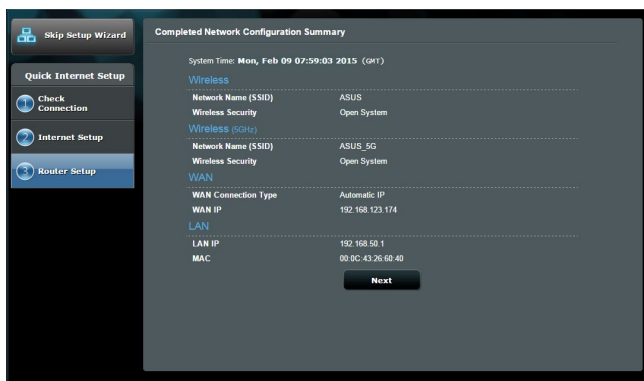 Skip Setup Wizard
Quick Internet Setup
1 Check Connection
2 Internet Setup
3 Router Setup
Completed Network Configuration Summary
System Time: Mon, Feb 09 07:59:03 2015 (GMT)
Wireless
Network Name (SSID) ASUS
Wireless Security Open System
Wireless (5GHz)
Network Name (SSID) ASUS_5G
Wireless Security Open System
WAN
WAN Connection Type Automatic IP
WAN IP 192.168.123.174
LAN
LAN IP 192.168.50.1
MAC 00:0C:43:26:60:40
Next